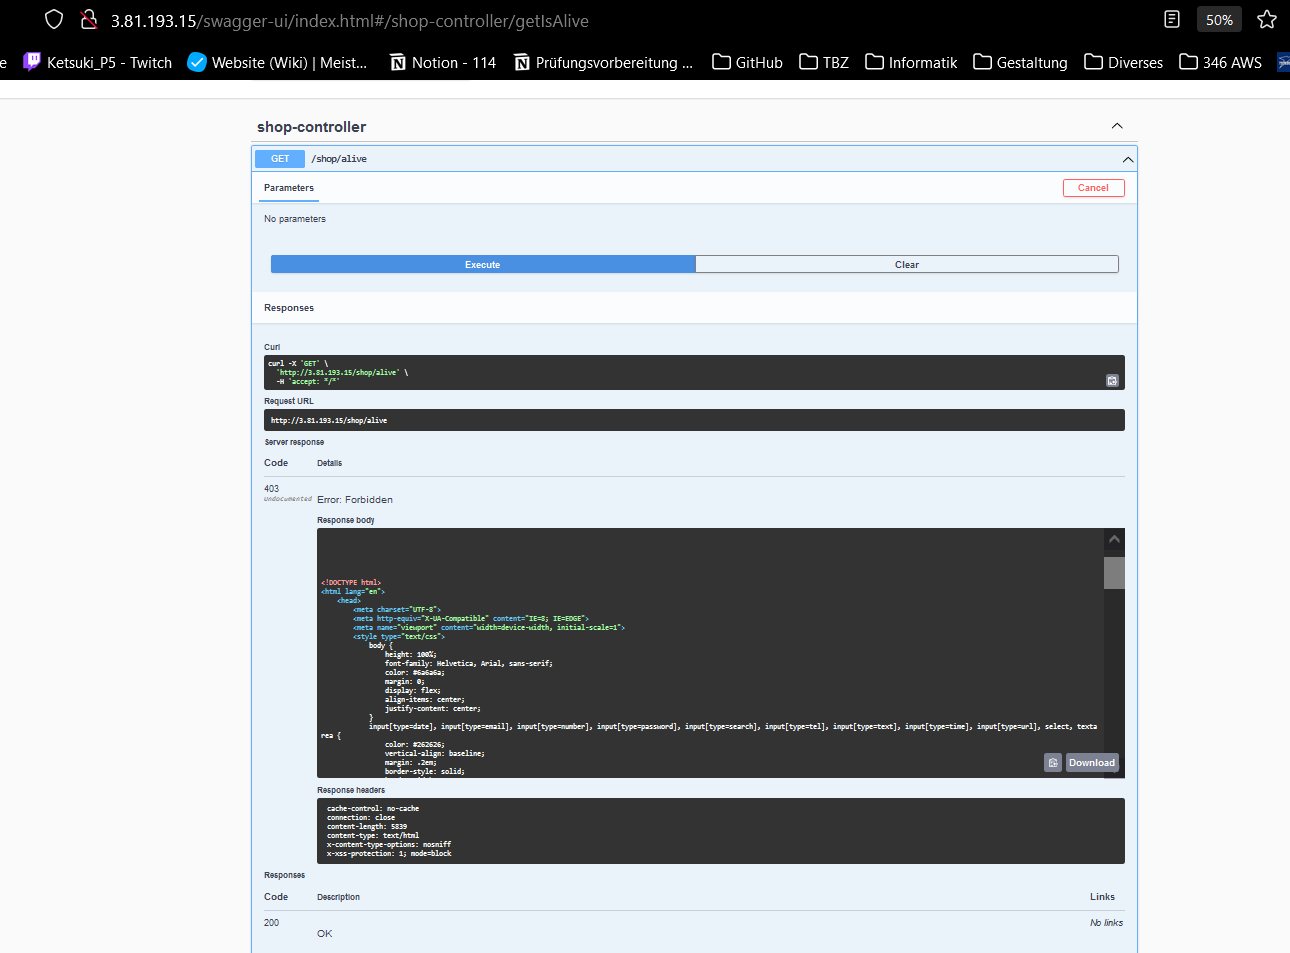 3.81.193.15/swagger-ui/index.html#/shop-controller/getIsAlive
50%
e
Ketsuki_P5 - Twitch
Website (Wiki) | Meist...
Notion - 114
Prüfungsvorbereitung ...
GitHub
TBZ
Informatik
Gestaltung
Diverses
346 AWS
shop-controller
GET /shop/alive
Parameters
Cancel
No parameters
Execute
Clear
Responses
Curl
curl -X 'GET' \
'http://3.81.193.15/shop/alive' \
-H 'accept: */*'
Request URL
http://3.81.193.15/shop/alive
Server response
Code Details
403
Undocumented
Error: Forbidden
Response body
<!DOCTYPE html>
<html lang="en">
<head>
<meta charset="UTF-8">
<meta http-equiv="X-UA-Compatible" content="IE=8; IE=EDGE">
<meta name="viewport" content="width=device-width, initial-scale=1">
<style type="text/css">
body {
height: 100%;
font-family: Helvetica, Arial, sans-serif;
color: #6a6a6a;
margin: 0;
display: flex;
align-items: center;
justify-content: center;
}
input[type=date], input[type=email], input[type=number], input[type=password], input[type=search], input[type=tel], input[type=text], input[type=time], input[type=url], select, texta
rea {
color: #262626;
vertical-align: baseline;
margin: .2em;
border-style: solid;
Download
Response headers
cache-control: no-cache
connection: close
content-length: 5839
content-type: text/html
x-content-type-options: nosniff
x-xss-protection: 1; mode=block
Responses
Code Description Links
200
OK
No links